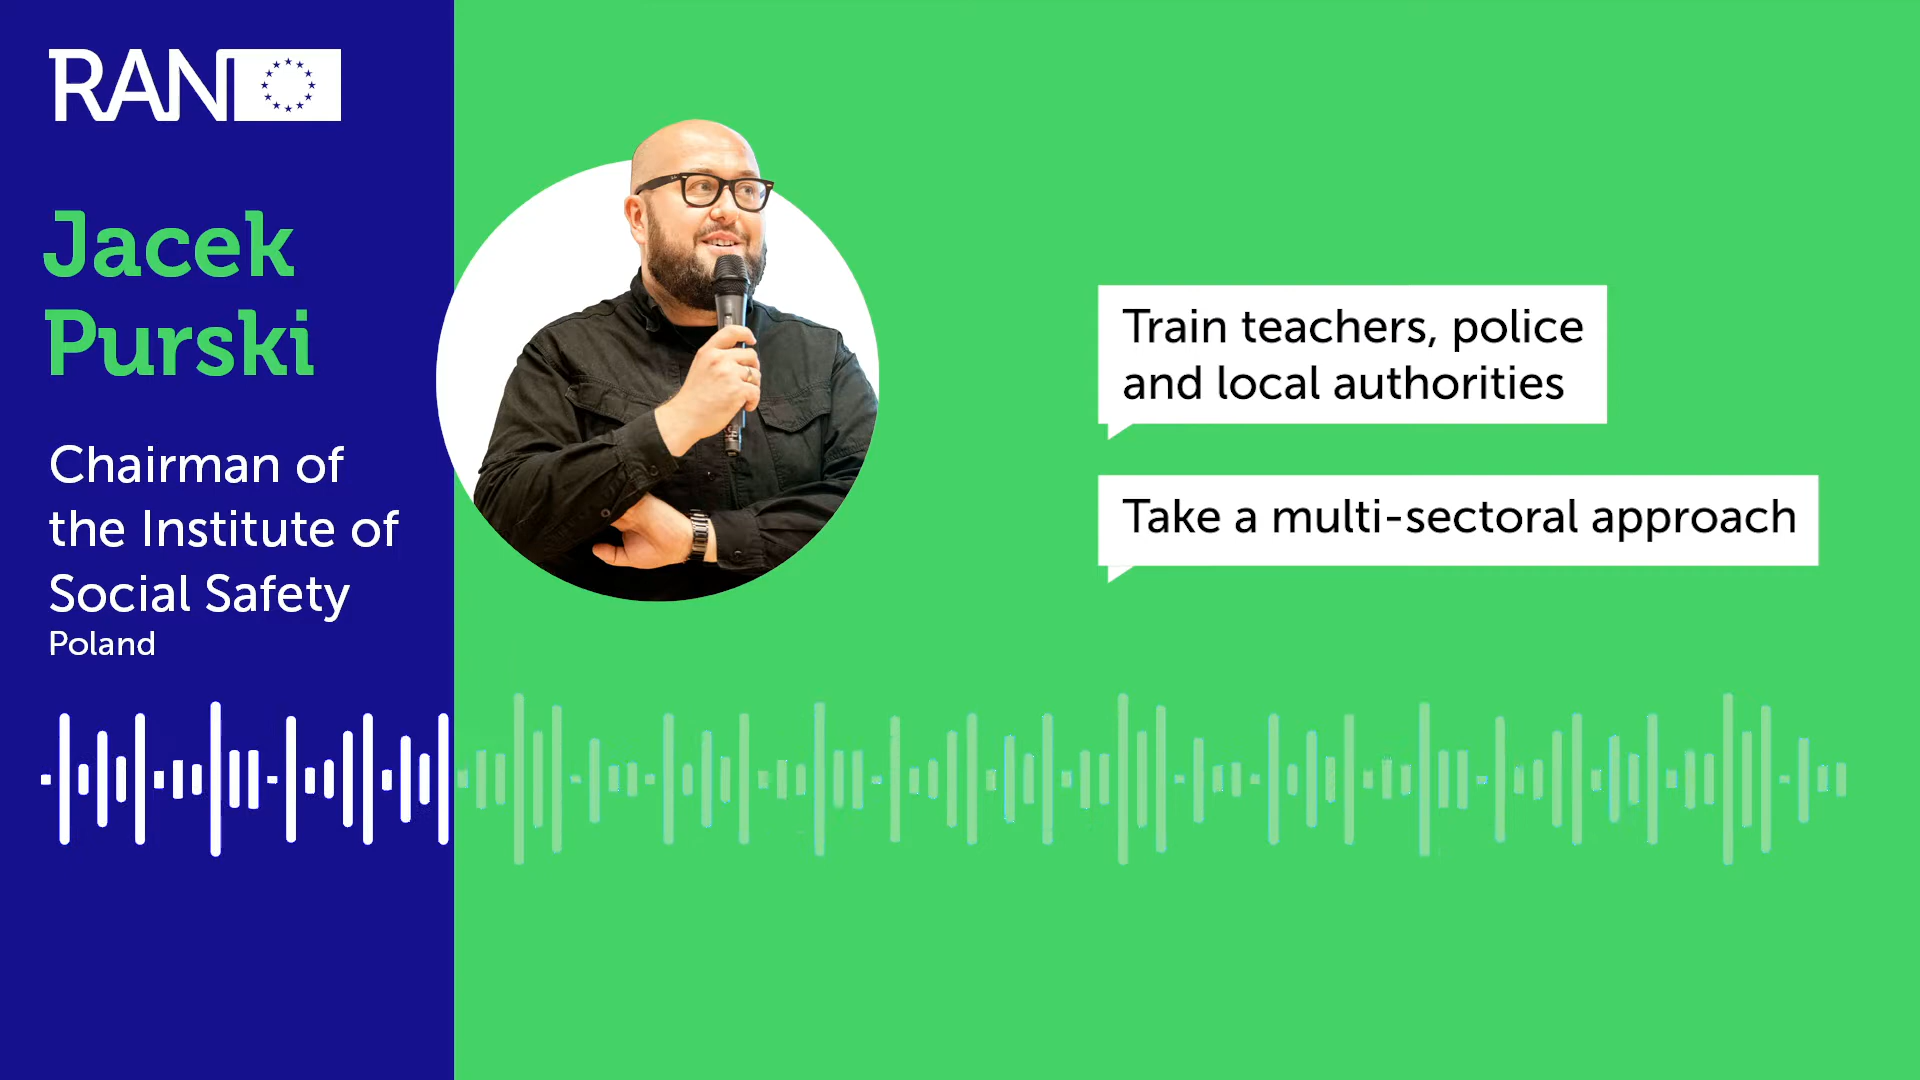 RAN
Jacek
Purski
Chairman of
the Institute of
Social Safety
Poland
Train teachers, police
and local authorities
Take a multi-sectoral approach